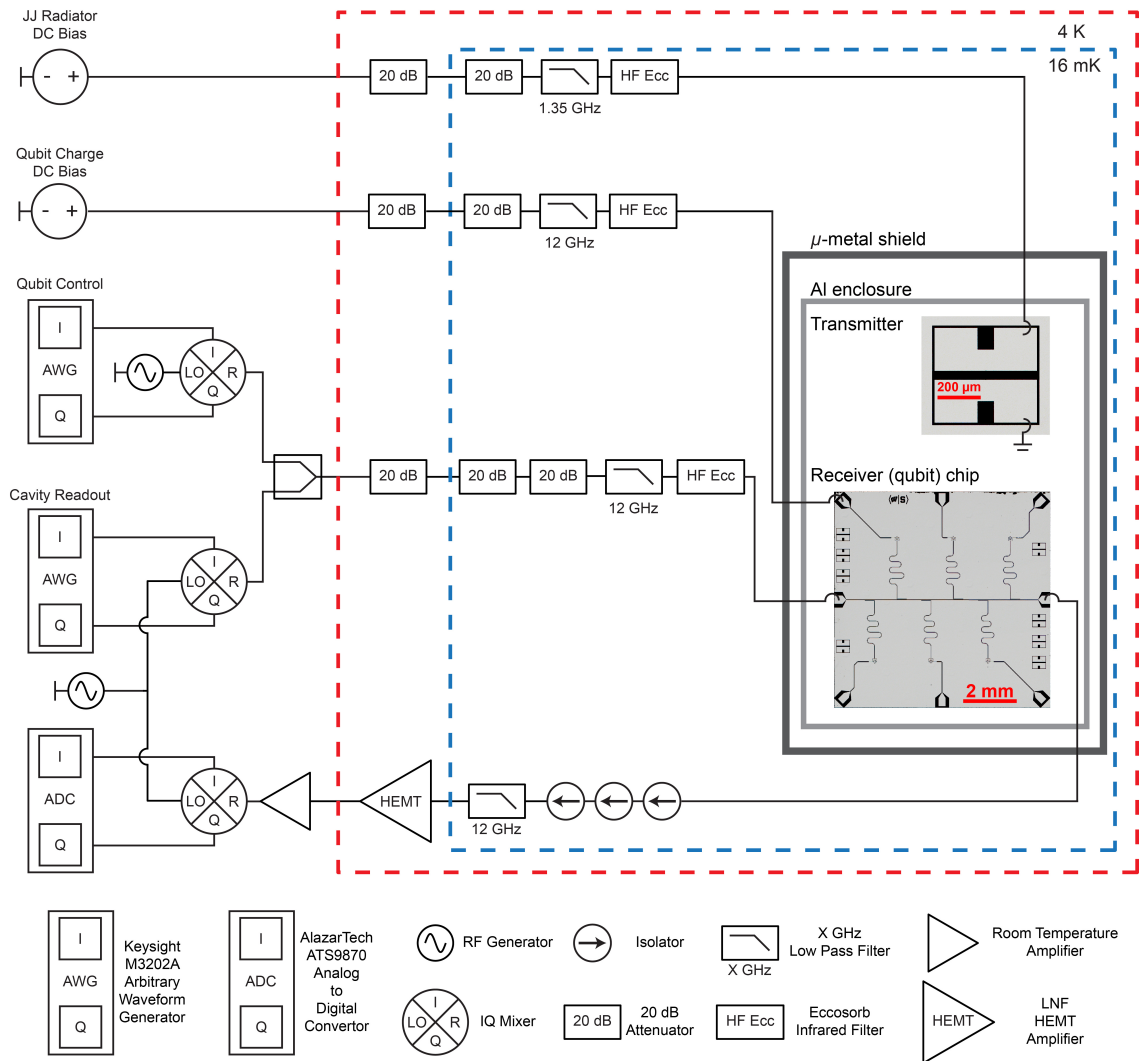 JJ Radiator
DC Bias
- +
20 dB
20 dB
1.35 GHz
HF Ecc
4 K
16 mK
Qubit Charge
DC Bias
- +
20 dB
20 dB
12 GHz
HF Ecc
μ-metal shield
Al enclosure
Transmitter
200 μm
Qubit Control
I
AWG
Q
I
LO R
Q
20 dB
20 dB
20 dB
12 GHz
HF Ecc
Receiver (qubit) chip
2 mm
Cavity Readout
I
AWG
Q
I
LO R
Q
I
ADC
Q
I
LO R
Q
HEMT
12 GHz
I
AWG
Q
Keysight
M3202A
Arbitrary
Waveform
Generator
I
ADC
Q
AlazarTech
ATS9870
Analog
to
Digital
Convertor
RF Generator
Isolator
X GHz
X GHz
Low Pass Filter
Room Temperature
Amplifier
I
LO R
Q
IQ Mixer
20 dB
20 dB
Attenuator
HF Ecc
Eccosorb
Infrared Filter
HEMT
LNF
HEMT
Amplifier